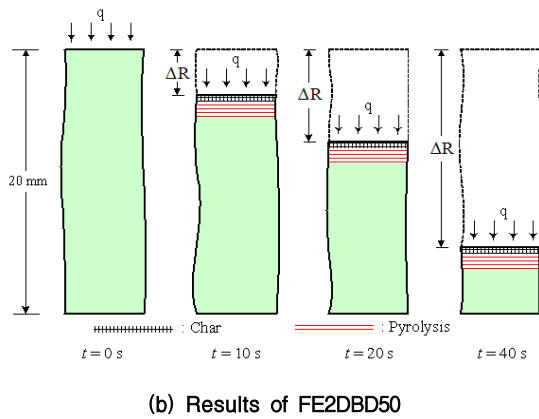 q
ΔR
q
ΔR
q
ΔR
q
20 mm
: Char
: Pyrolysis
t = 0 s
t = 10 s
t = 20 s
t = 40 s
(b) Results of FE2DBD50